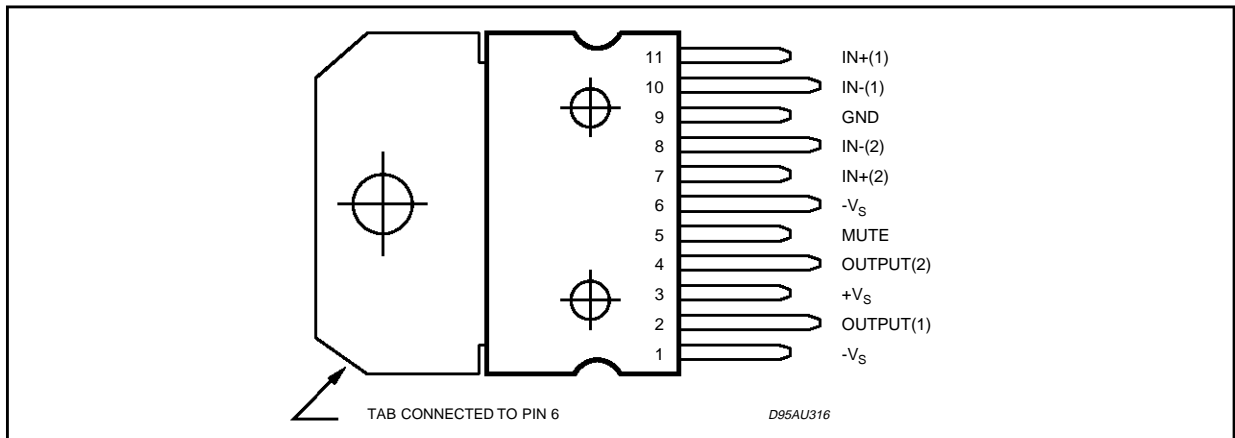 11 IN+(1)
10 IN-(1)
9 GND
8 IN-(2)
7 IN+(2)
6 -VS
5 MUTE
4 OUTPUT(2)
3 +VS
2 OUTPUT(1)
1 -VS
TAB CONNECTED TO PIN 6 D95AU316